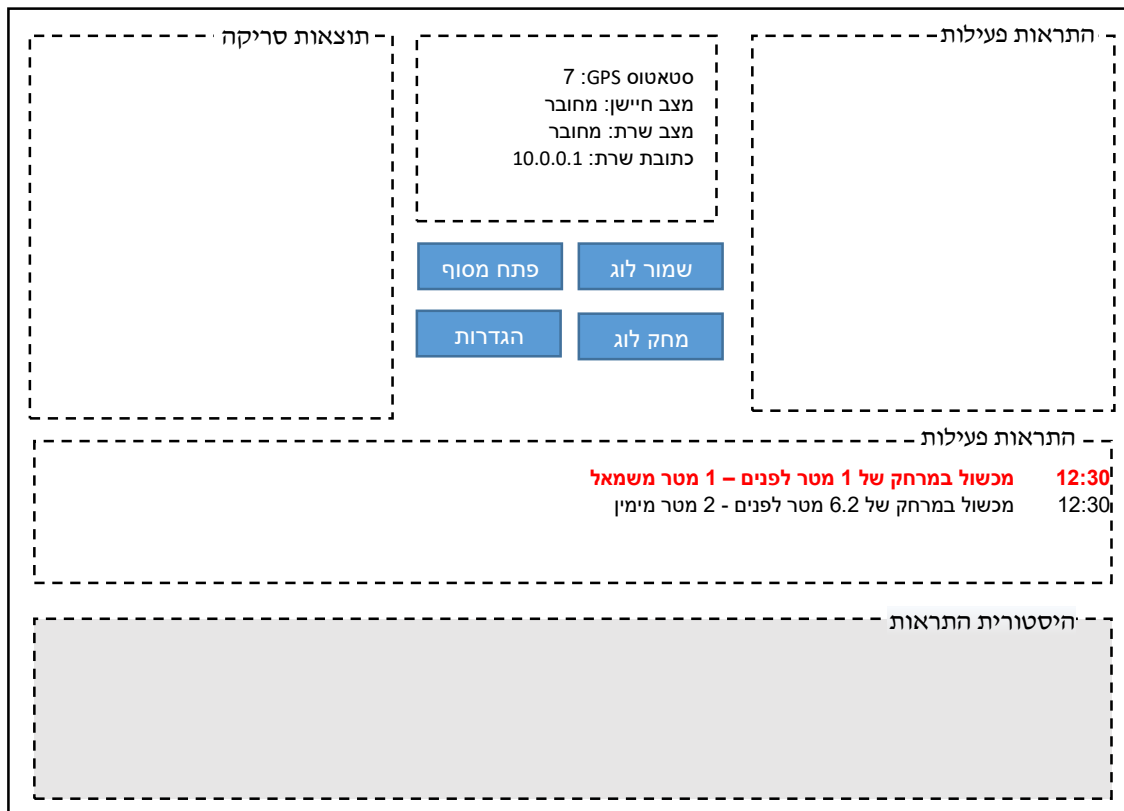 התראות פעילות
תוצאות סריקה
סטאטוס GPS: 7
מצב חיישן: מחובר
מצב שרת: מחובר
כתובת שרת: 10.0.0.1
שמור לוג
פתח מסוף
מחק לוג
הגדרות
התראות פעילות
12:30 מכשול במרחק של 1 מטר לפנים – 1 מטר משמאל
12:30 מכשול במרחק של 6.2 מטר לפנים - 2 מטר מימין
היסטורית התראות